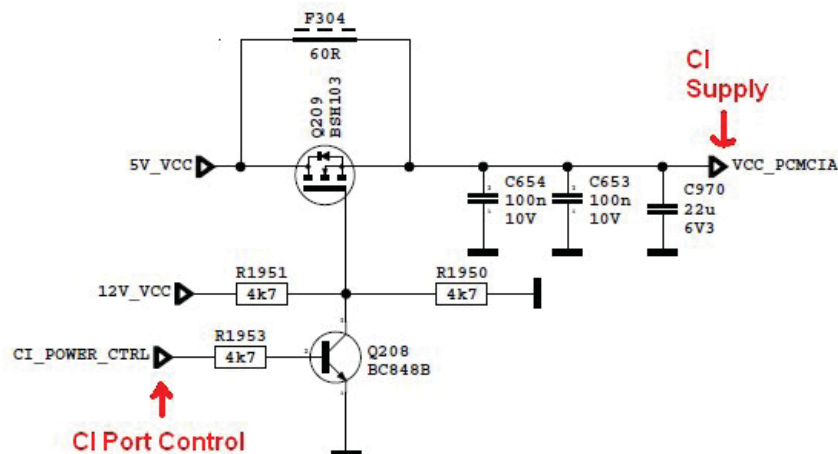 F304
60R
Q209
BSH103
CI
Supply
5V_VCC
VCC_PCMCIA
C654
100n
10V
C653
100n
10V
C970
22u
6V3
R1951
4k7
R1950
4k7
12V_VCC
R1953
4k7
CI_POWER_CTRL
Q208
BC848B
CI Port Control